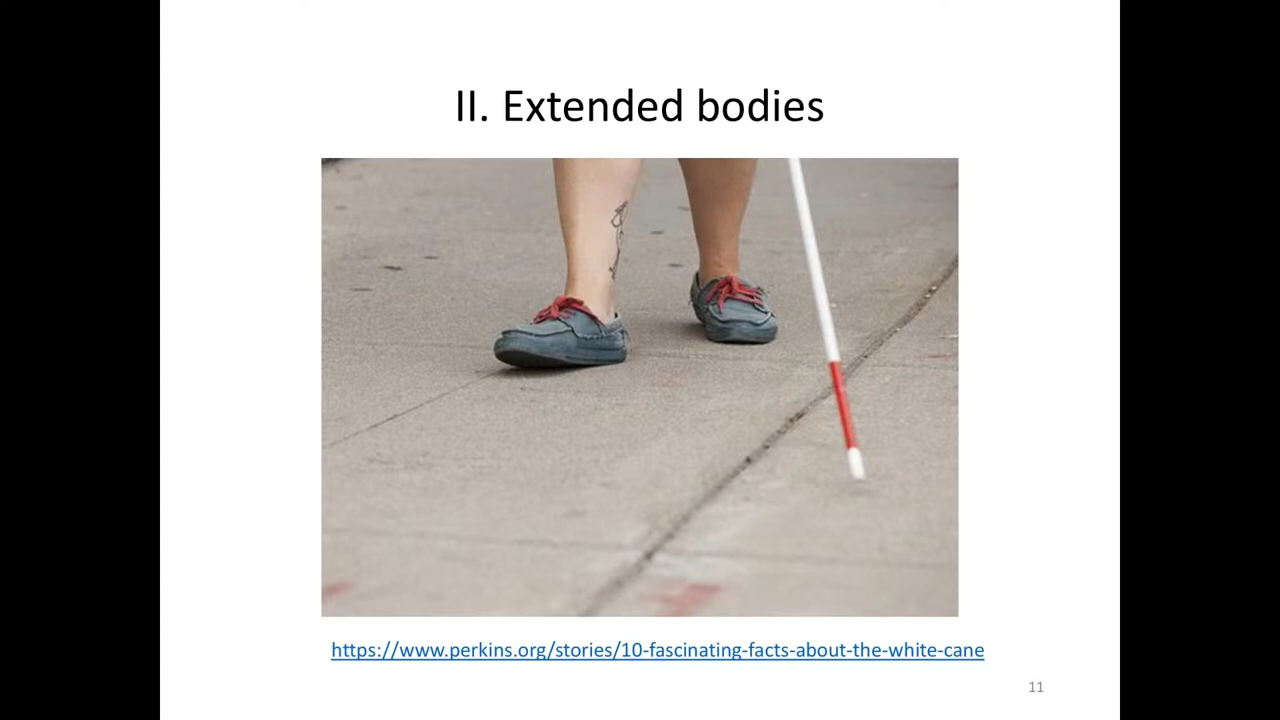 II. Extended bodies
https://www.perkins.org/stories/10-fascinating-facts-about-the-white-cane
11